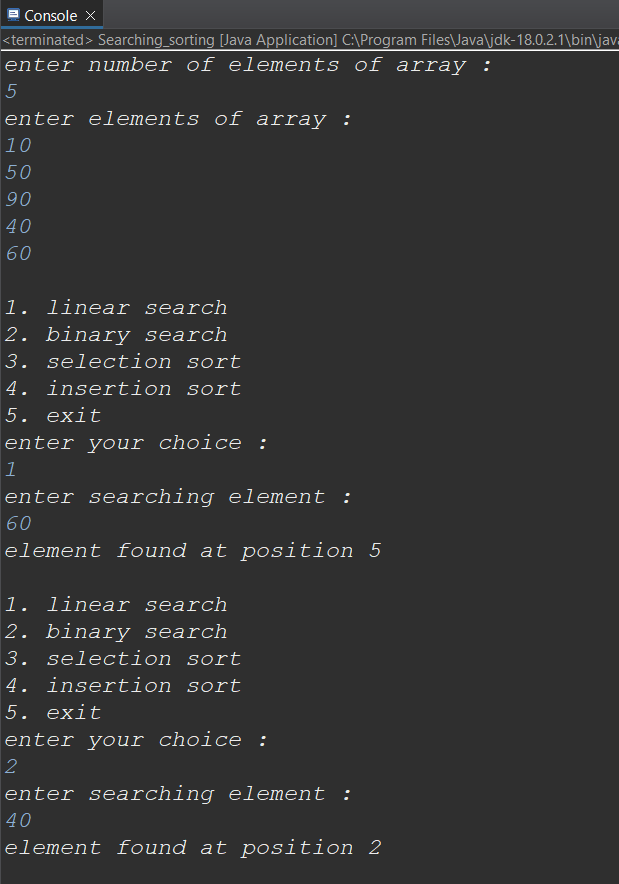 Console
<terminated> Searching_sorting [Java Application] C:\Program Files\Java\jdk-18.0.2.1\bin\java
enter number of elements of array :
5
enter elements of array :
10
50
90
40
60
1. linear search
2. binary search
3. selection sort
4. insertion sort
5. exit
enter your choice :
1
enter searching element :
60
element found at position 5
1. linear search
2. binary search
3. selection sort
4. insertion sort
5. exit
enter your choice :
2
enter searching element :
40
element found at position 2